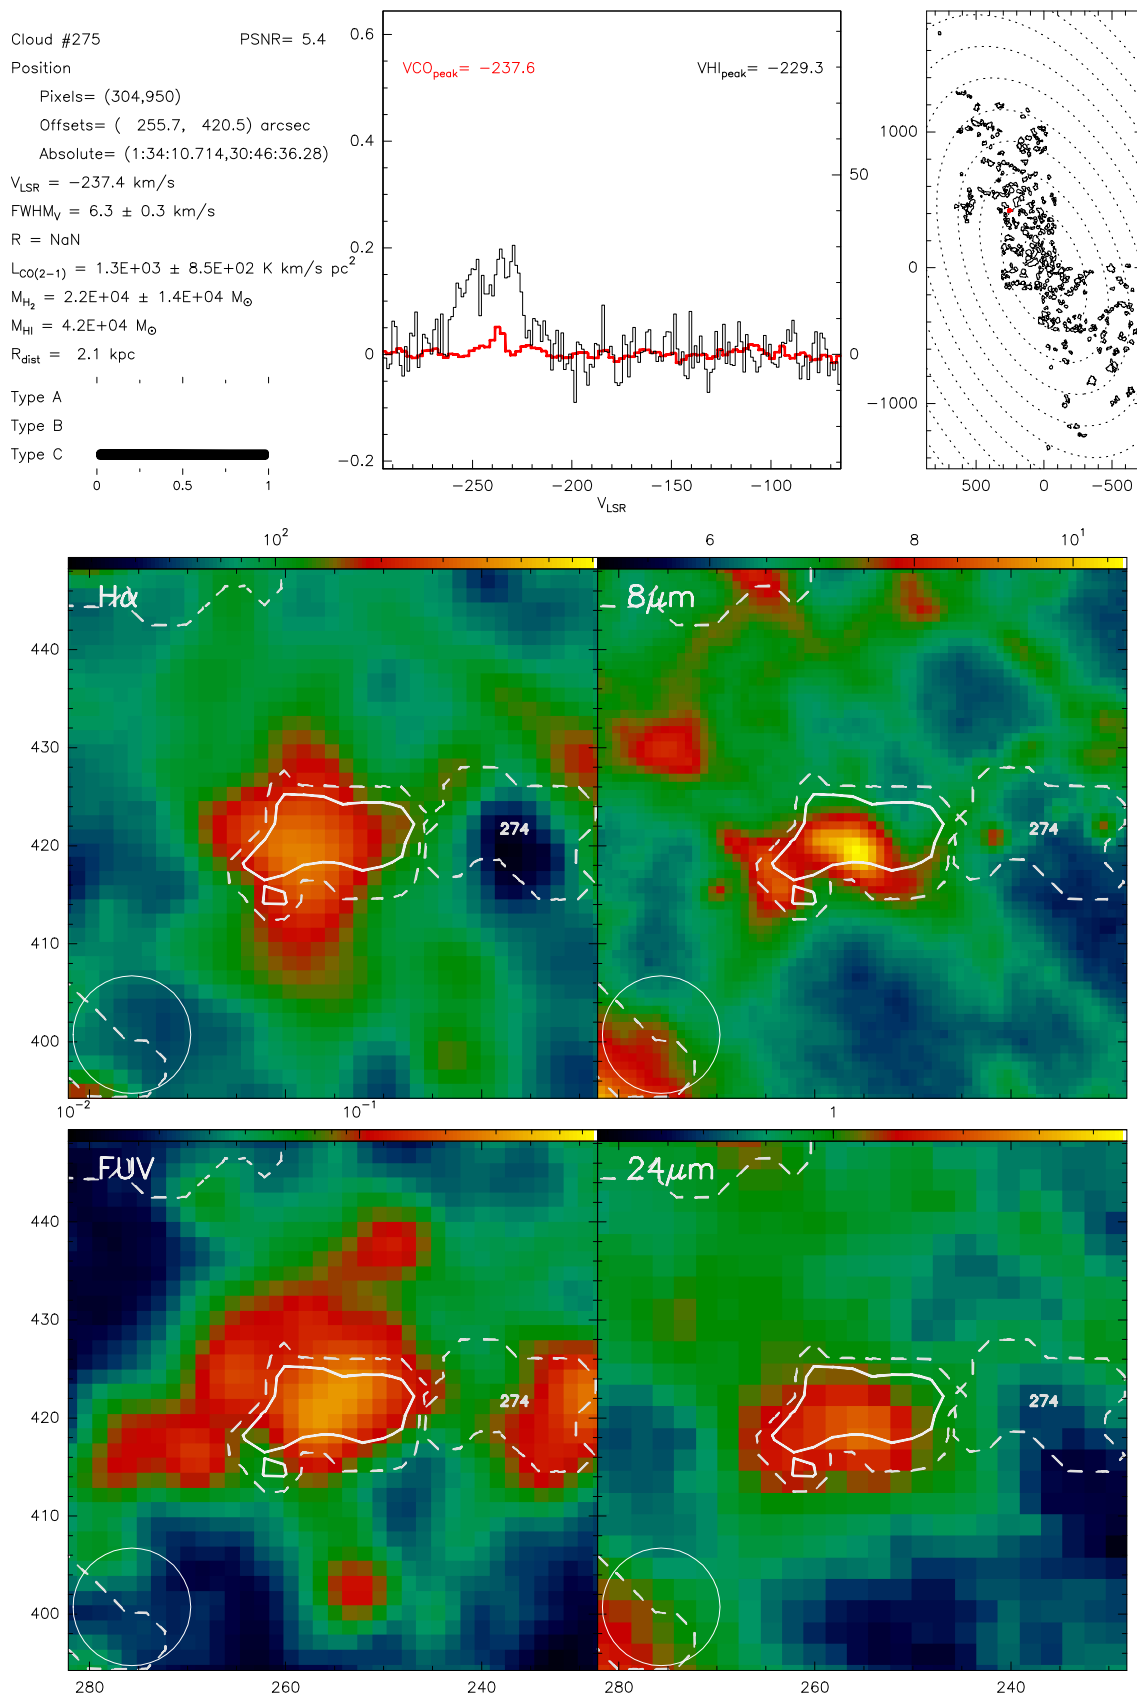 Cloud #275 PSNR= 5.4
Position
Pixels= (304,950)
Offsets= ( 255.7, 420.5) arcsec
Absolute= (1:34:10.714,30:46:36.28)
V_LSR = −237.4 km/s
FWHM_V = 6.3 ± 0.3 km/s
R = NaN
L_CO(2−1) = 1.3E+03 ± 8.5E+02 K km/s pc²
M_H₂ = 2.2E+04 ± 1.4E+04 M⊙
M_HI = 4.2E+04 M⊙
R_dist = 2.1 kpc
Type A
Type B
Type C
0 0.5 1
VCO_peak= −237.6 VHI_peak= −229.3
0.6
0.4
0.2
0
−0.2
50
0
−250 −200 −150 −100
V_LSR
1000
0
−1000
500 0 −500
10²
6 8 10¹
Hα
8μm
440
430
420
410
400
274
274
10⁻² 10⁻¹
1
FUV
24μm
440
430
420
410
400
274
274
280 260 240
280 260 240